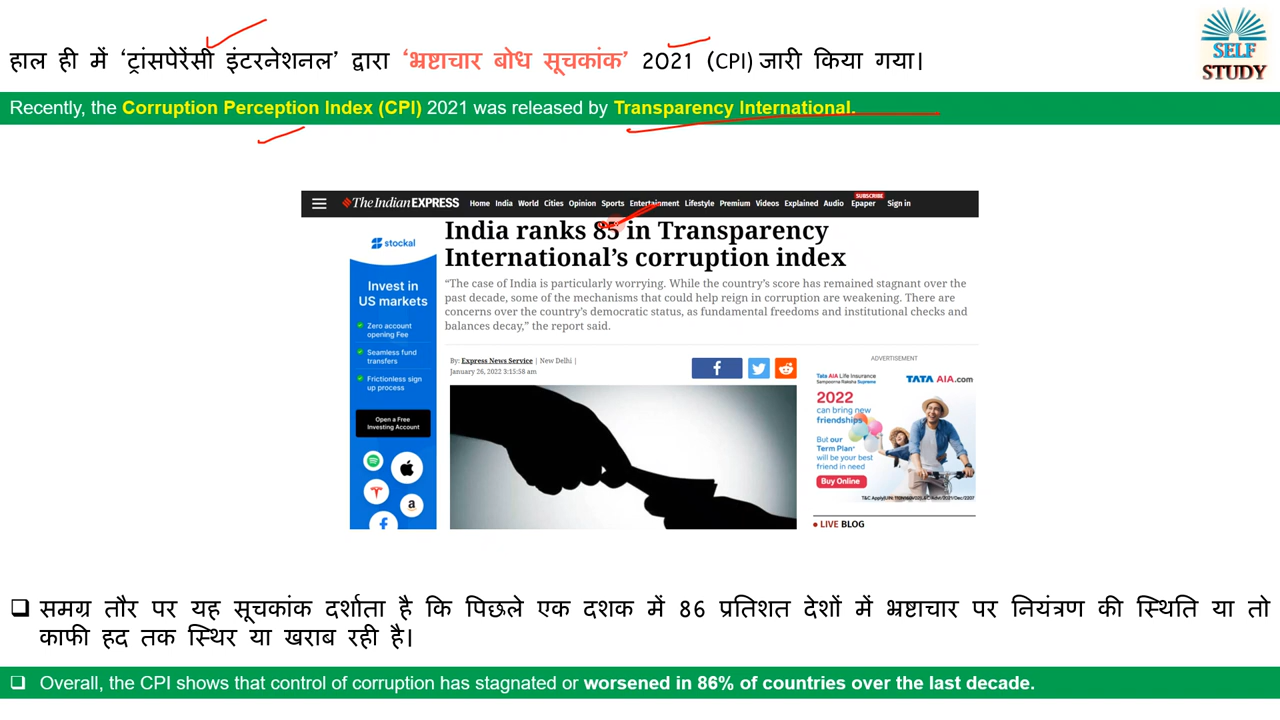 हाल ही में ‘ट्रांसपेरेंसी इंटरनेशनल’ द्वारा ‘भ्रष्टाचार बोध सूचकांक’ 2021 (CPI) जारी किया गया।
SELF
STUDY
Recently, the Corruption Perception Index (CPI) 2021 was released by Transparency International.
The Indian EXPRESS Home India World Cities Opinion Sports Entertainment Lifestyle Premium Videos Explained Audio Epaper Sign in
SUBSCRIBE
India ranks 85 in Transparency
International’s corruption index
“The case of India is particularly worrying. While the country’s score has remained stagnant over the
past decade, some of the mechanisms that could help reign in corruption are weakening. There are
concerns over the country’s democratic status, as fundamental freedoms and institutional checks and
balances decay,” the report said.
By: Express News Service | New Delhi |
January 26, 2022 3:15:58 am
stockal
Invest in
US markets
Zero account
opening Fee
Seamless fund
transfers
Frictionless sign
up process
Open a Free
Investing Account
ADVERTISEMENT
Tata AIA Life Insurance
Sampoorna Raksha Supreme
TATA AIA.com
2022
can bring new
friendships
But our
Term Plan*
will be your best
friend in need
Buy Online
LIVE BLOG
❑ समग्र तौर पर यह सूचकांक दर्शाता है कि पिछले एक दशक में 86 प्रतिशत देशों में भ्रष्टाचार पर नियंत्रण की स्थिति या तो
काफी हद तक स्थिर या खराब रही है।
❑ Overall, the CPI shows that control of corruption has stagnated or worsened in 86% of countries over the last decade.